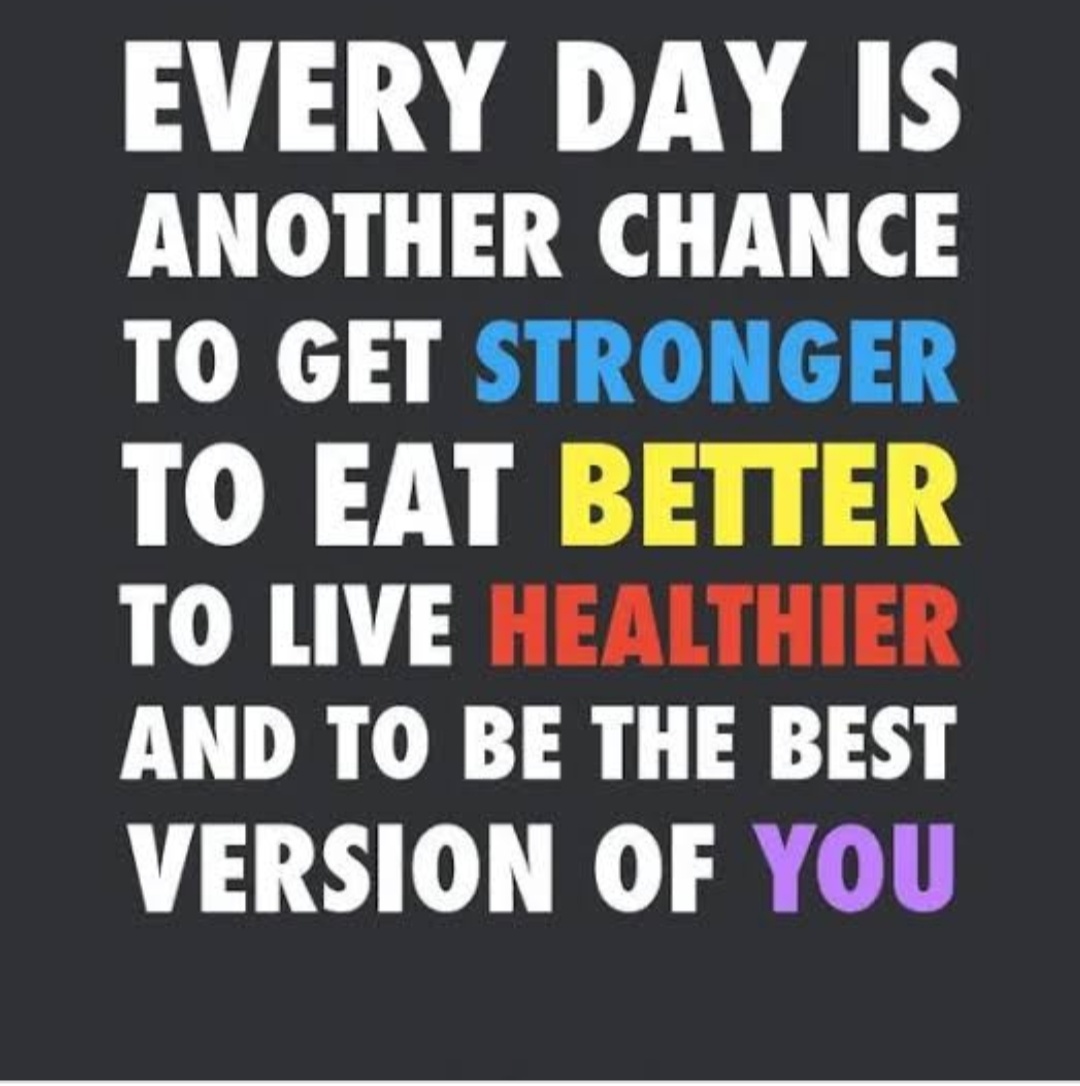 EVERY DAY IS
ANOTHER CHANCE
TO GET STRONGER
TO EAT BETTER
TO LIVE HEALTHIER
AND TO BE THE BEST
VERSION OF YOU